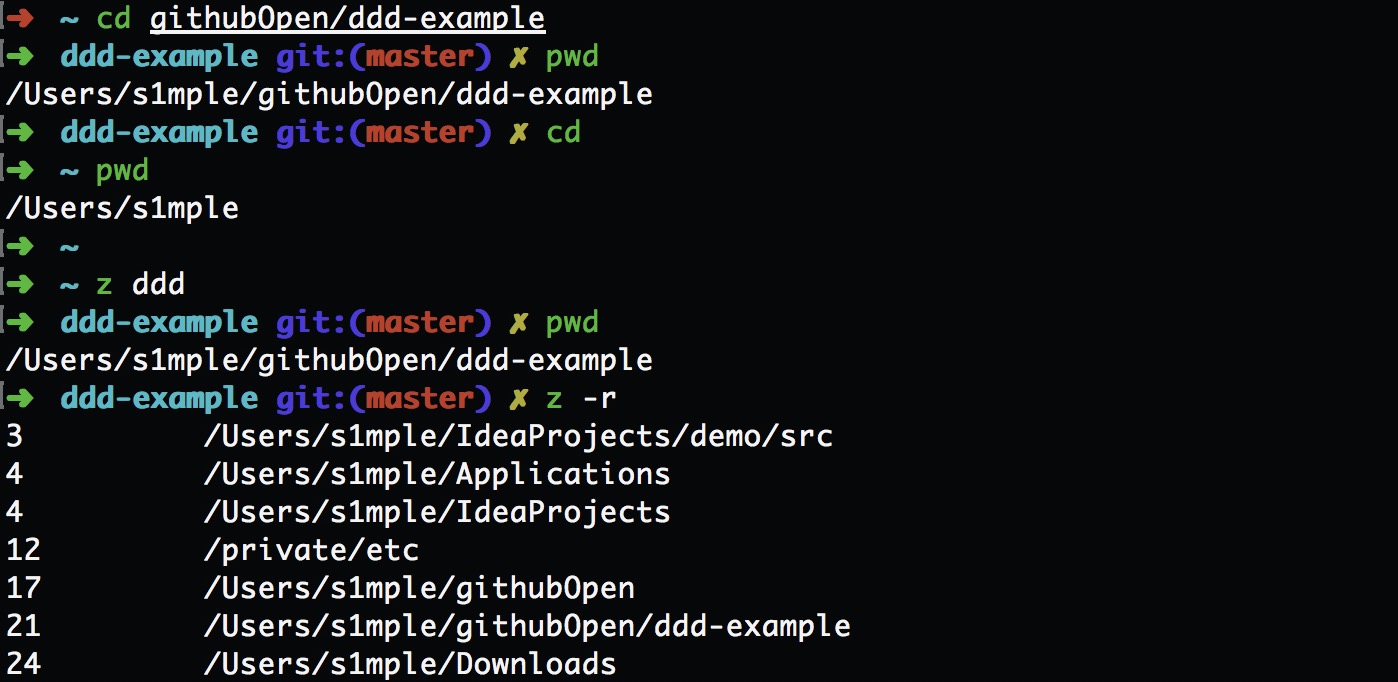 ➜ ~ cd githubOpen/ddd-example
➜ ddd-example git:(master) ✗ pwd
/Users/s1mple/githubOpen/ddd-example
➜ ddd-example git:(master) ✗ cd
➜ ~ pwd
/Users/s1mple
➜ ~
➜ ~ z ddd
➜ ddd-example git:(master) ✗ pwd
/Users/s1mple/githubOpen/ddd-example
➜ ddd-example git:(master) ✗ z -r
3 /Users/s1mple/IdeaProjects/demo/src
4 /Users/s1mple/Applications
4 /Users/s1mple/IdeaProjects
12 /private/etc
17 /Users/s1mple/githubOpen
21 /Users/s1mple/githubOpen/ddd-example
24 /Users/s1mple/Downloads